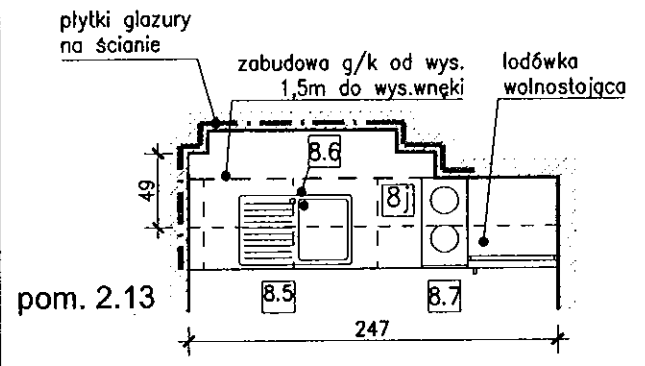 płytki glazury
na ścianie
zabudowa g/k od wys.
1,5m do wys.wnęki
lodówka
wolnostojąca
8.6
8j
49
8.5
8.7
pom. 2.13
247